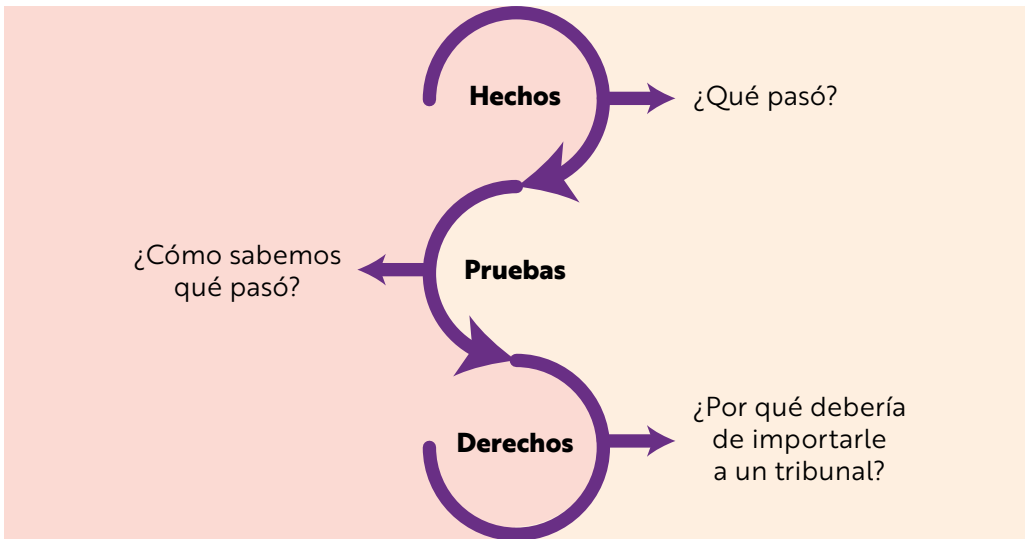 Hechos
¿Qué pasó?
¿Cómo sabemos
qué pasó?
Pruebas
Derechos
¿Por qué debería
de importarle
a un tribunal?